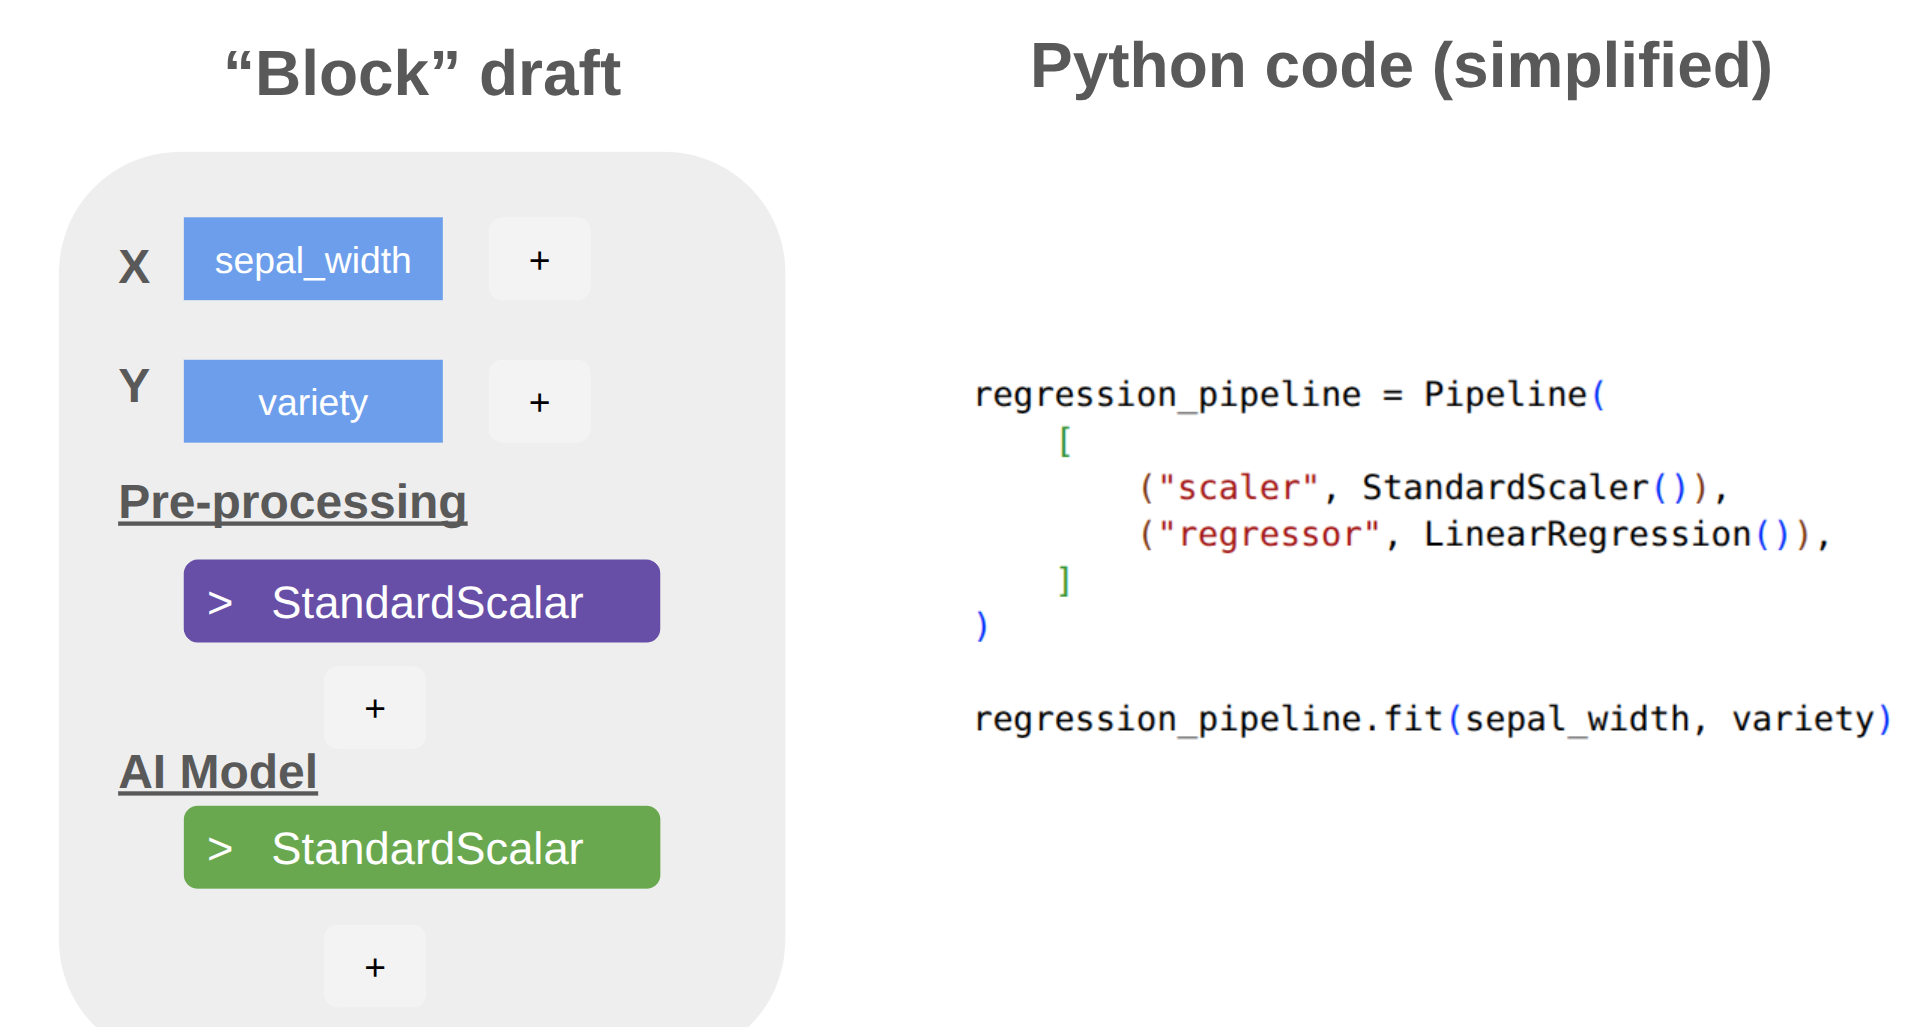 “Block” draft
X sepal_width +
Y variety +
Pre-processing
> StandardScalar
+
AI Model
> StandardScalar
+
Python code (simplified)
regression_pipeline = Pipeline(
    [
        ("scaler", StandardScaler()),
        ("regressor", LinearRegression()),
    ]
)
regression_pipeline.fit(sepal_width, variety)